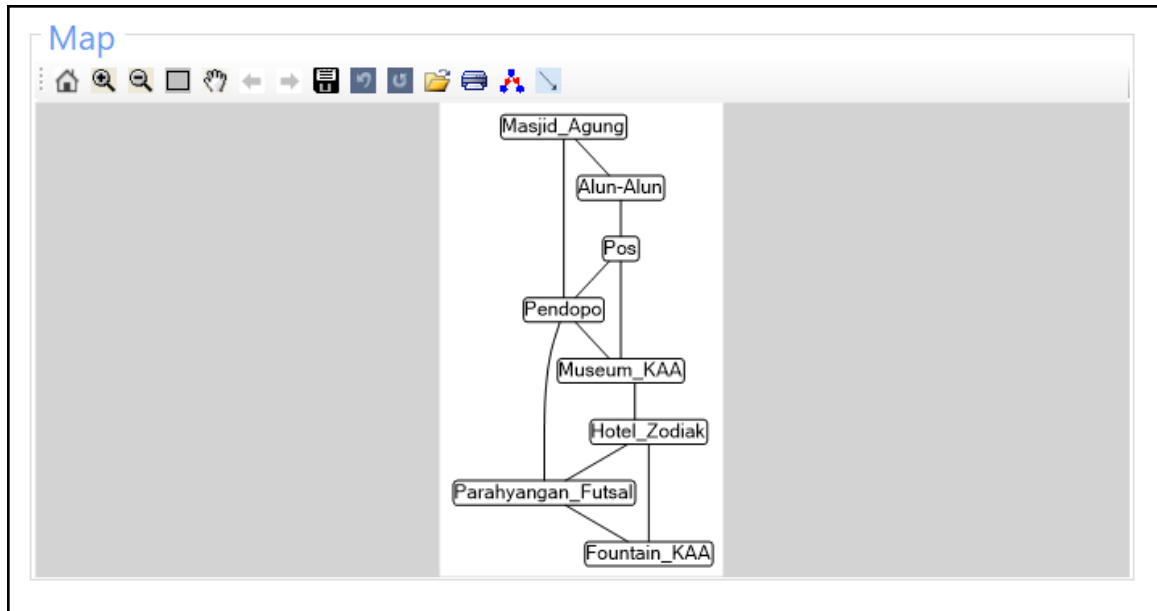 Map
Masjid_Agung
Alun-Alun
Pos
Pendopo
Museum_KAA
Hotel_Zodiak
Parahyangan_Futsal
Fountain_KAA